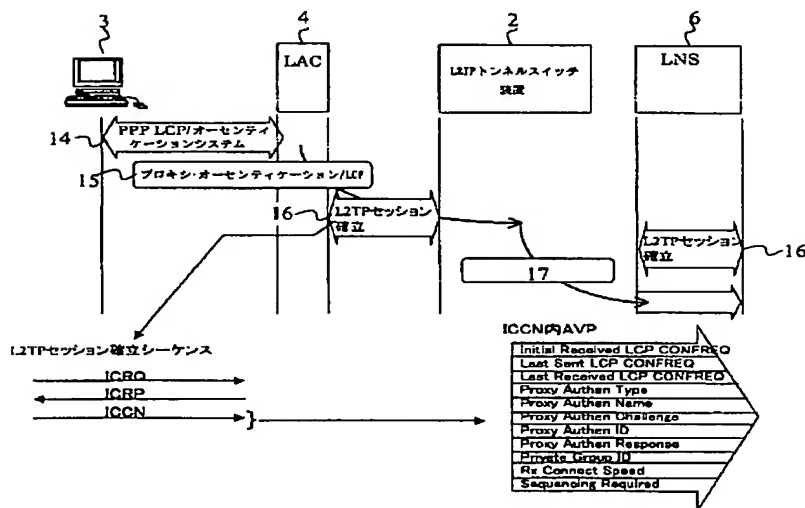 3
4
2
6
LAC
L2TPトンネルスイッチ
装置
LNS
14
PPP LCP/オーセンティ
ケーションシステム
15
プロキシ・オーセンティケーション/LCP
16
L2TPセッション
確立
L2TPセッション
確立
16
17
L2TPセッション確立シーケンス
ICRQ
ICRP
ICCN
ICCN内AVP
Initial Received LCP CONFREQ
Last Sent LCP CONFREQ
Last Received LCP CONFREQ
Proxy Authen Type
Proxy Authen Name
Proxy Authen Challenge
Proxy Authen ID
Proxy Authen Response
Private Group ID
Rx Connect Speed
Sequencing Required